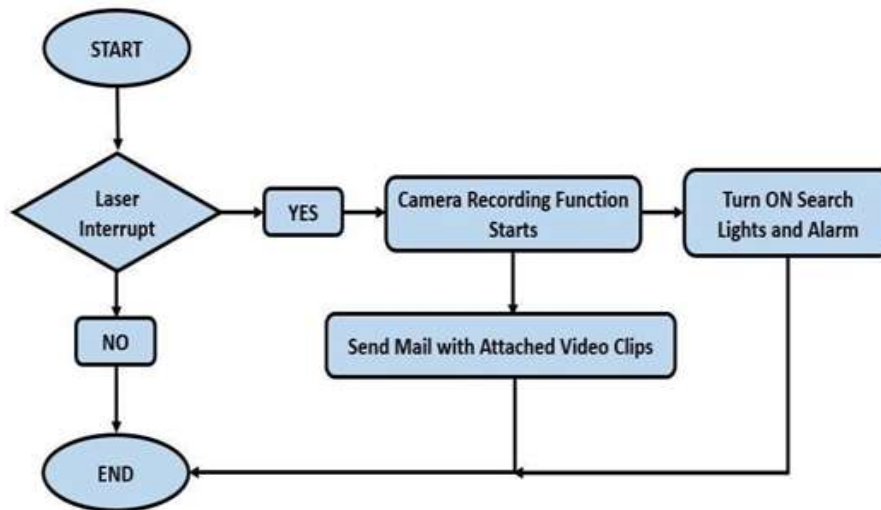 START
Laser
Interrupt
YES
Camera Recording Function
Starts
Turn ON Search
Lights and Alarm
NO
Send Mail with Attached Video Clips
END